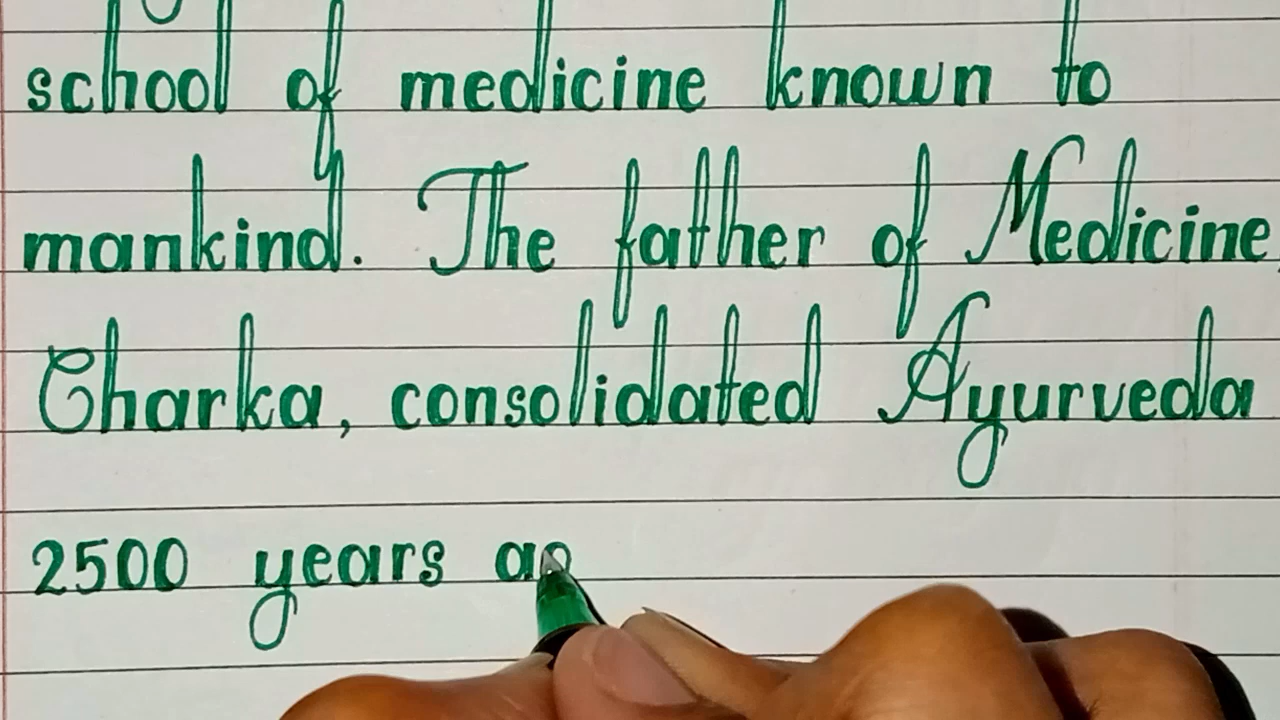 school of medicine known to
mankind. The father of Medicine,
Charka, consolidated Ayurveda
2500 years